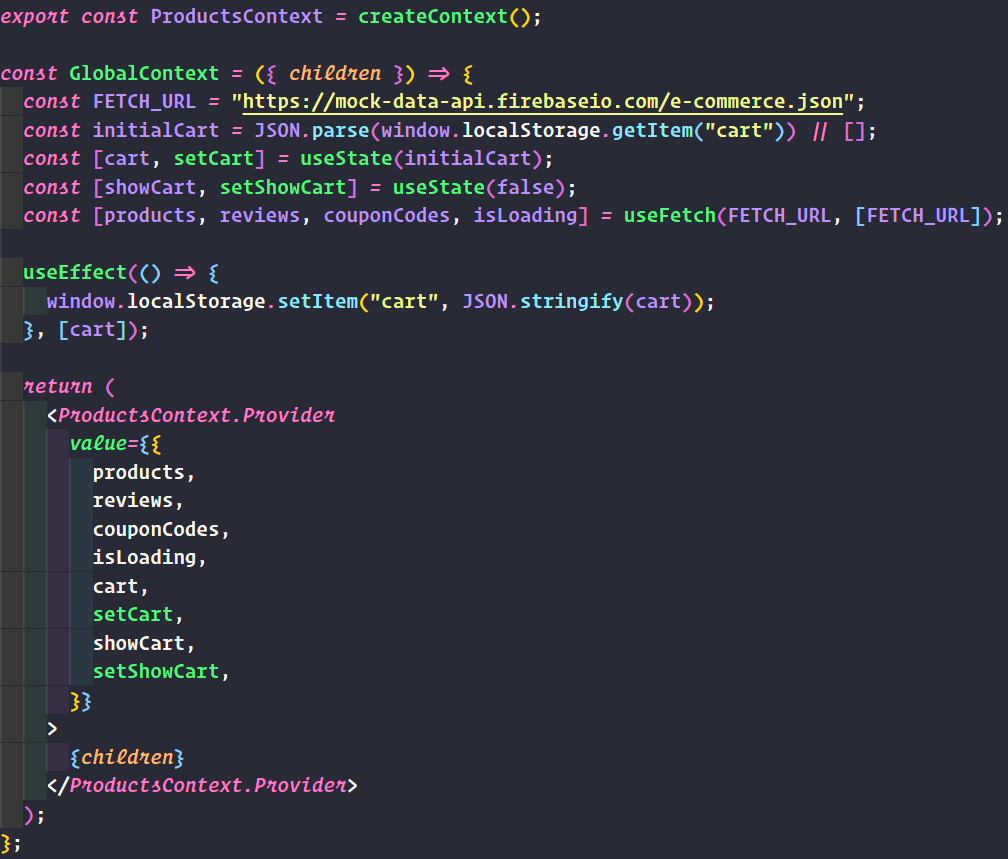 export const ProductsContext = createContext();

const GlobalContext = ({ children }) => {
  const FETCH_URL = "https://mock-data-api.firebaseio.com/e-commerce.json";
  const initialCart = JSON.parse(window.localStorage.getItem("cart")) || [];
  const [cart, setCart] = useState(initialCart);
  const [showCart, setShowCart] = useState(false);
  const [products, reviews, couponCodes, isLoading] = useFetch(FETCH_URL, [FETCH_URL]);

  useEffect(() => {
    window.localStorage.setItem("cart", JSON.stringify(cart));
  }, [cart]);

  return (
    <ProductsContext.Provider
      value={{
        products,
        reviews,
        couponCodes,
        isLoading,
        cart,
        setCart,
        showCart,
        setShowCart,
      }}
    >
      {children}
    </ProductsContext.Provider>
  );
};